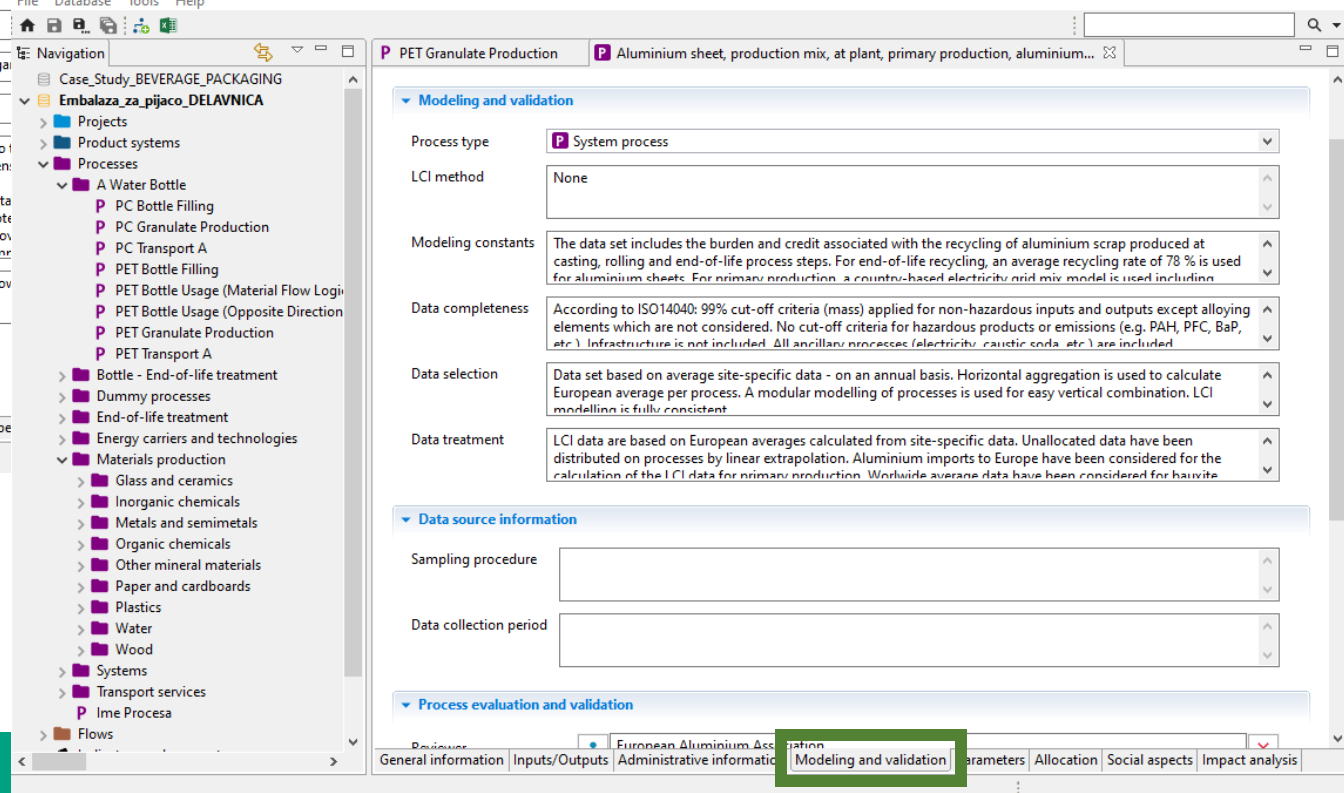 File Database Tools Help
Navigation
Case_Study_BEVERAGE_PACKAGING
Embalaza_za_pijaco_DELAVNICA
Projects
Product systems
Processes
A Water Bottle
PC Bottle Filling
PC Granulate Production
PC Transport A
PET Bottle Filling
PET Bottle Usage (Material Flow Logi
PET Bottle Usage (Opposite Direction
PET Granulate Production
PET Transport A
Bottle - End-of-life treatment
Dummy processes
End-of-life treatment
Energy carriers and technologies
Materials production
Glass and ceramics
Inorganic chemicals
Metals and semimetals
Organic chemicals
Other mineral materials
Paper and cardboards
Plastics
Water
Wood
Systems
Transport services
Ime Procesa
Flows
P PET Granulate Production
P Aluminium sheet, production mix, at plant, primary production, aluminium...
Modeling and validation
Process type P System process
LCI method None
Modeling constants The data set includes the burden and credit associated with the recycling of aluminium scrap produced at
casting, rolling and end-of-life process steps. For end-of-life recycling, an average recycling rate of 78 % is used
for aluminium sheets. For primary production, a country-based electricity grid mix model is used including
Data completeness According to ISO14040: 99% cut-off criteria (mass) applied for non-hazardous inputs and outputs except alloying
elements which are not considered. No cut-off criteria for hazardous products or emissions (e.g. PAH, PFC, BaP,
etc.). Infrastructure is not included. All ancillary processes (electricity, caustic soda, etc.) are included
Data selection Data set based on average site-specific data - on an annual basis. Horizontal aggregation is used to calculate
European average per process. A modular modelling of processes is used for easy vertical combination. LCI
modelling is fully consistent
Data treatment LCI data are based on European averages calculated from site-specific data. Unallocated data have been
distributed on processes by linear extrapolation. Aluminium imports to Europe have been considered for the
calculation of the LCI data for primary production. Worlwide average data have been considered for bauxite
Data source information
Sampling procedure
Data collection period
Process evaluation and validation
Reviewer European Aluminium Association
General information Inputs/Outputs Administrative informatio Modeling and validation arameters Allocation Social aspects Impact analysis